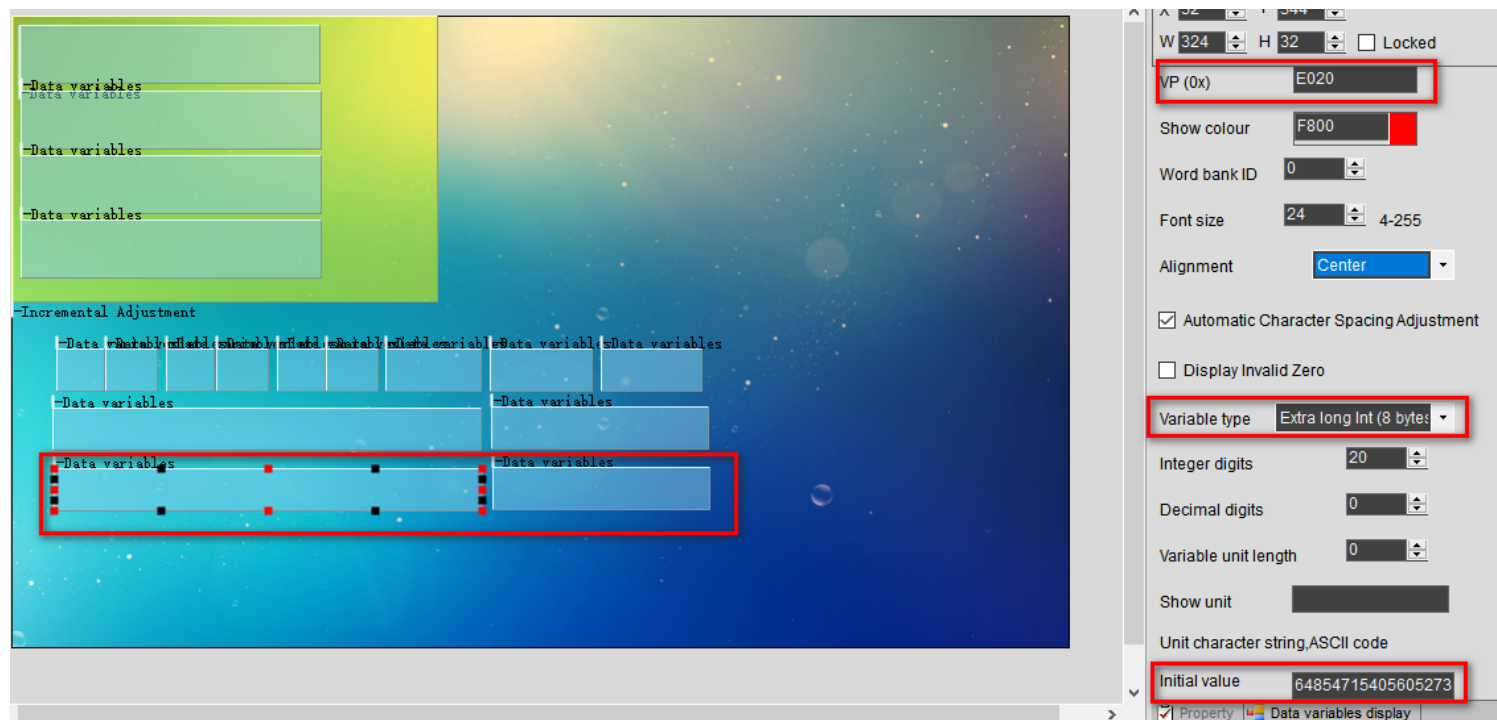 X 32 Y 344
W 324 H 32 Locked
VP (0x) E020
Show colour F800
Word bank ID 0
Font size 24 4-255
Alignment Center
Automatic Character Spacing Adjustment
Display Invalid Zero
Variable type Extra long Int (8 bytes
Integer digits 20
Decimal digits 0
Variable unit length 0
Show unit
Unit character string,ASCII code
Initial value 64854715405605273
Property Data variables display
Data variables
Data variables
Data variables
Data variables
Incremental Adjustment
Data variables
Data variables
Data variables
Data variables
Data variables
Data variables